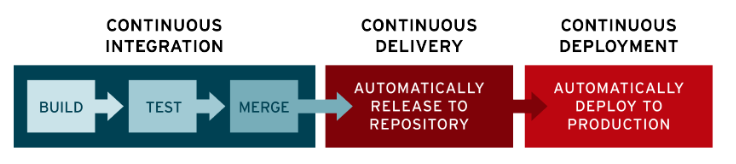 CONTINUOUS
INTEGRATION
CONTINUOUS
DELIVERY
CONTINUOUS
DEPLOYMENT
BUILD
TEST
MERGE
AUTOMATICALLY
RELEASE TO
REPOSITORY
AUTOMATICALLY
DEPLOY TO
PRODUCTION